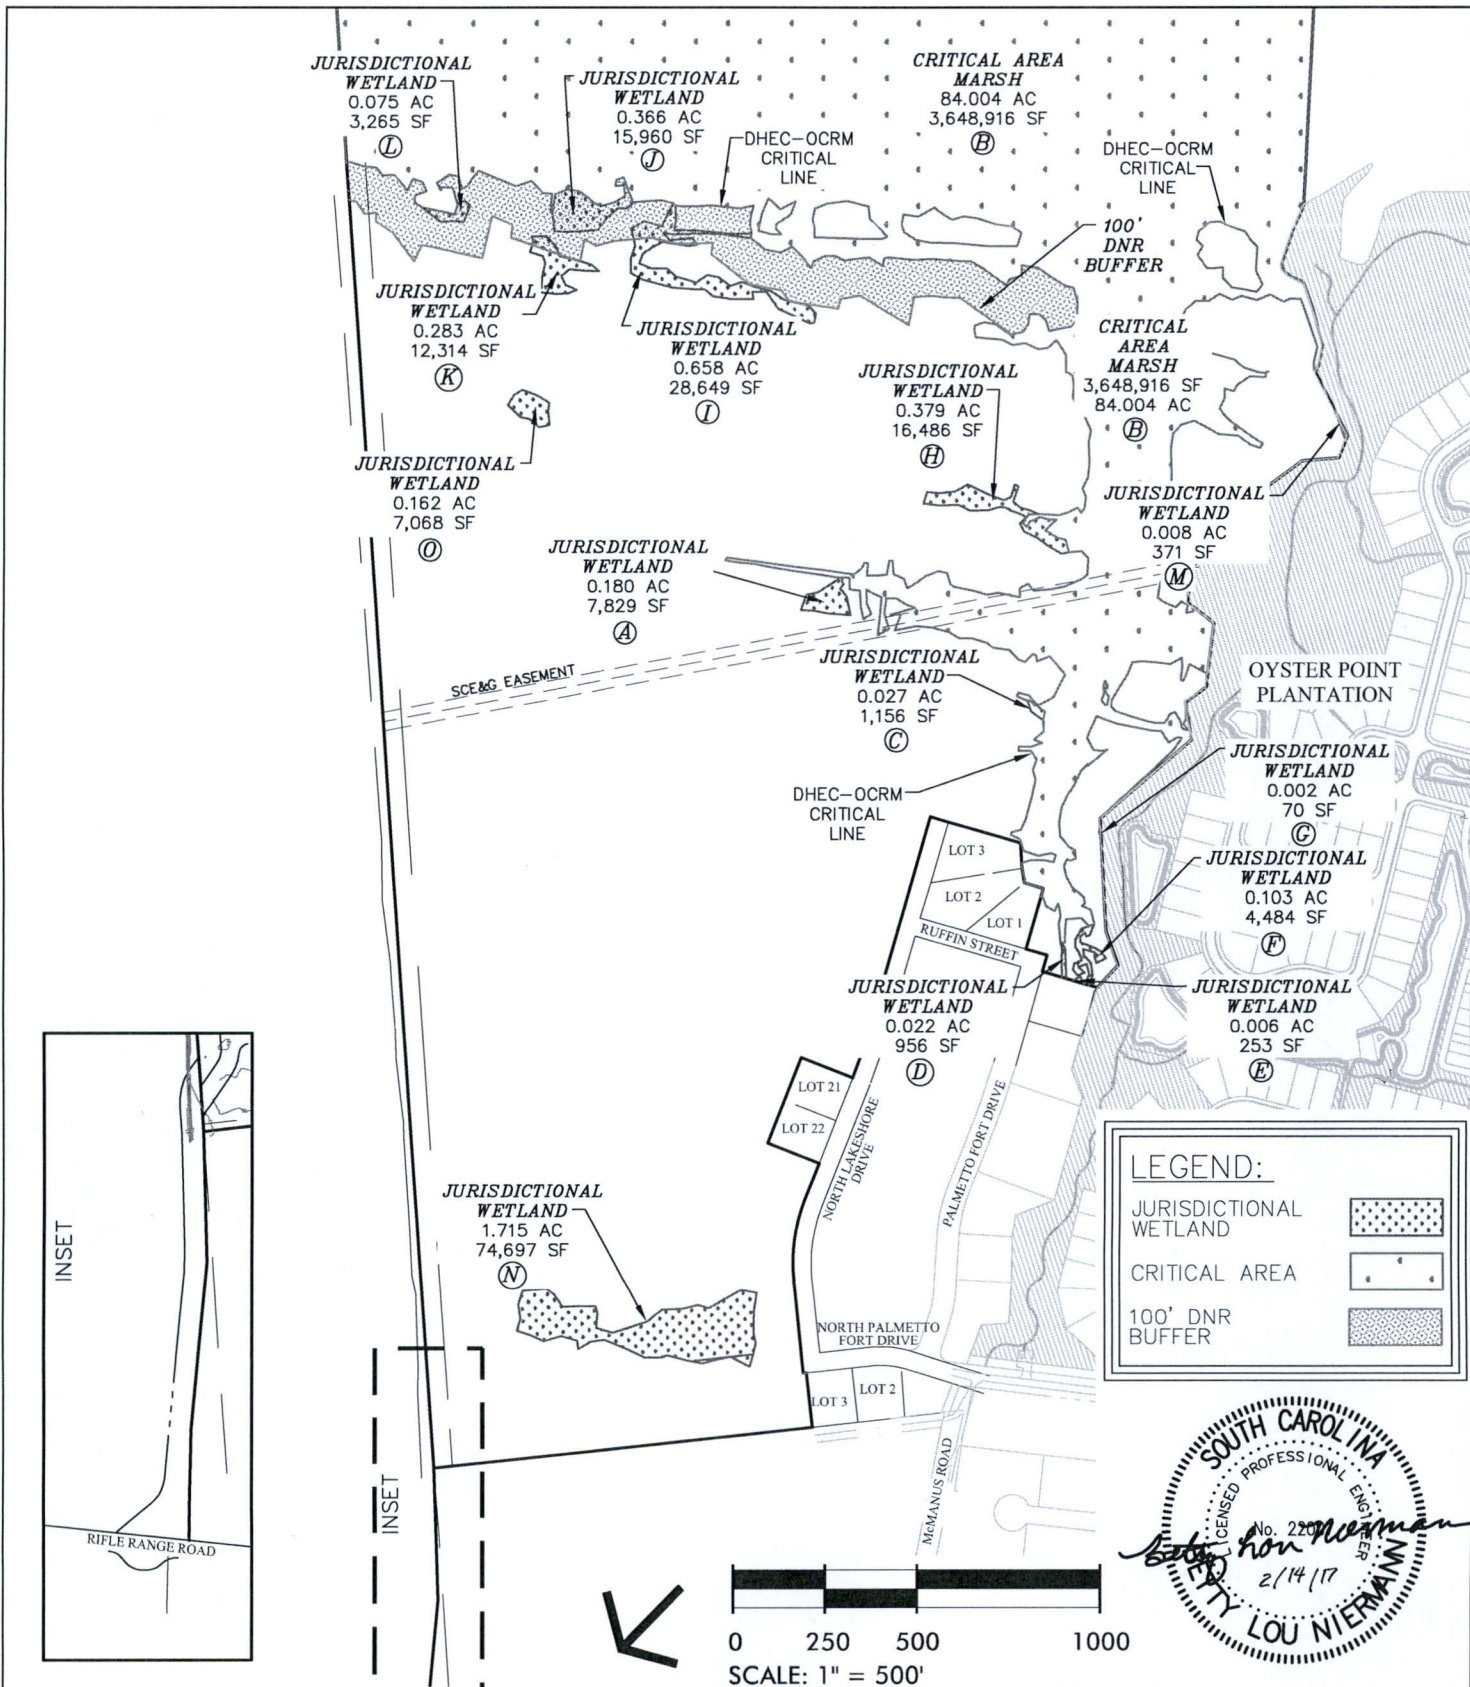 JURISDICTIONAL
WETLAND
0.075 AC
3,265 SF
L
JURISDICTIONAL
WETLAND
0.366 AC
15,960 SF
J
DHEC-OCRM
CRITICAL
LINE
CRITICAL AREA
MARSH
84.004 AC
3,648,916 SF
B
DHEC-OCRM
CRITICAL
LINE
100'
DNR
BUFFER
JURISDICTIONAL
WETLAND
0.283 AC
12,314 SF
K
JURISDICTIONAL
WETLAND
0.658 AC
28,649 SF
I
CRITICAL
AREA
MARSH
3,648,916 SF
84.004 AC
B
JURISDICTIONAL
WETLAND
0.379 AC
16,486 SF
H
JURISDICTIONAL
WETLAND
0.162 AC
7,068 SF
O
JURISDICTIONAL
WETLAND
0.008 AC
371 SF
M
JURISDICTIONAL
WETLAND
0.180 AC
7,829 SF
A
SCE&G EASEMENT
JURISDICTIONAL
WETLAND
0.027 AC
1,156 SF
C
OYSTER POINT
PLANTATION
JURISDICTIONAL
WETLAND
0.002 AC
70 SF
G
DHEC-OCRM
CRITICAL
LINE
LOT 3
LOT 2
LOT 1
RUFFIN STREET
JURISDICTIONAL
WETLAND
0.103 AC
4,484 SF
F
JURISDICTIONAL
WETLAND
0.022 AC
956 SF
D
JURISDICTIONAL
WETLAND
0.006 AC
253 SF
E
LOT 21
LOT 22
NORTH LAKESHORE
DRIVE
PALMETTO FORT DRIVE
JURISDICTIONAL
WETLAND
1.715 AC
74,697 SF
N
NORTH PALMETTO
FORT DRIVE
LOT 3
LOT 2
McMANUS ROAD
INSET
RIFLE RANGE ROAD
INSET
LEGEND:
JURISDICTIONAL
WETLAND
CRITICAL AREA
100' DNR
BUFFER
SOUTH CAROLINA
LICENSED PROFESSIONAL ENGINEER
No.
2/14/17
BETTY LOU NIERMANN
0 250 500 1000
SCALE: 1" = 500'